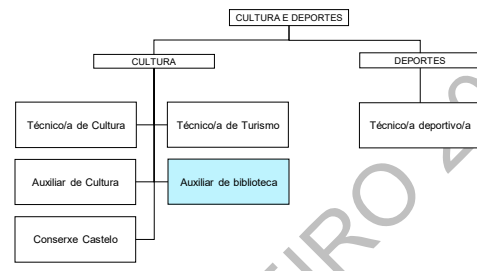 CULTURA E DEPORTES
CULTURA
DEPORTES
Técnico/a de Cultura
Técnico/a de Turismo
Técnico/a deportivo/a
Auxiliar de Cultura
Auxiliar de biblioteca
Conserxe Castelo